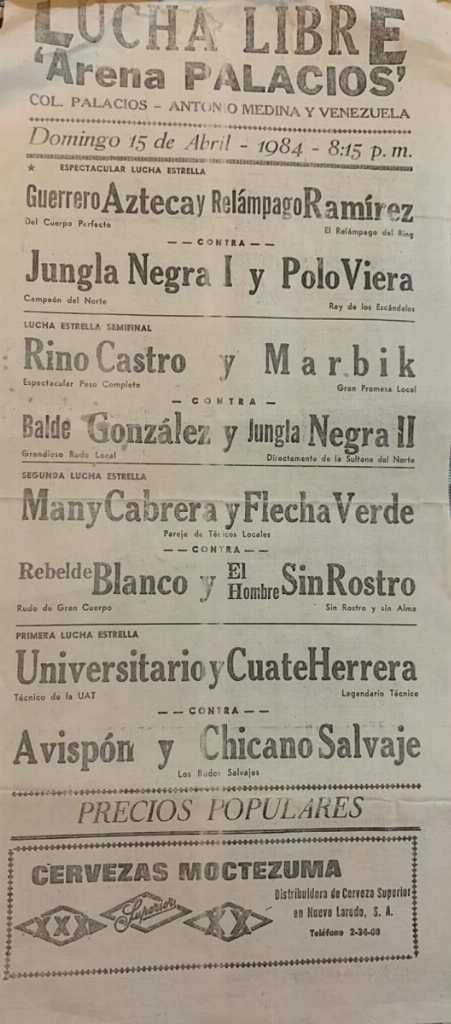 LUCHA LIBRE
'Arena PALACIOS'
COL. PALACIOS - ANTONIO MEDINA Y VENEZUELA
Domingo 15 de Abril - 1984 - 8:15 p. m.
★ ESPECTACULAR LUCHA ESTRELLA
Guerrero Azteca y Relámpago Ramírez
Del Cuerpo Perfecto El Relámpago del Ring
— — CONTRA — —
Jungla Negra I y Polo Viera
Campeón del Norte Rey de los Escándalos
LUCHA ESTRELLA SEMIFINAL
Rino Castro y Marbik
Espectacular Peso Completo Gran Promesa Local
— CONTRA —
Balde González y Jungla Negra II
Grandioso Rudo Local Directamente de la Sultana del Norte
SEGUNDA LUCHA ESTRELLA
Many Cabrera y Flecha Verde
Pareja de Técicos Locales
— — CONTRA — —
Rebelde Blanco y El Hombre Sin Rostro
Rudo de Gran Cuerpo Sin Rostro y sin Alma
PRIMERA LUCHA ESTRELLA
Universitario y Cuate Herrera
Técnico de la UAT Legendario Técnico
— — CONTRA — —
Avispón y Chicano Salvaje
Los Rudos Salvajes
PRECIOS POPULARES
CERVEZAS MOCTEZUMA
XXX Superior XX
Distribuidora de Cerveza Superior
en Nuevo Laredo, S. A.
Teléfono 2-34-00